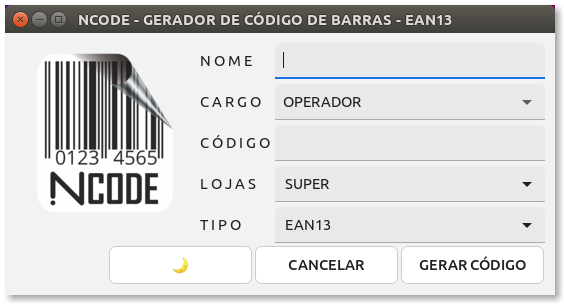 NCODE - GERADOR DE CÓDIGO DE BARRAS - EAN13
NOME
CARGO OPERADOR
CÓDIGO
0123 4565
NCODE
LOJAS SUPER
TIPO EAN13
CANCELAR GERAR CÓDIGO